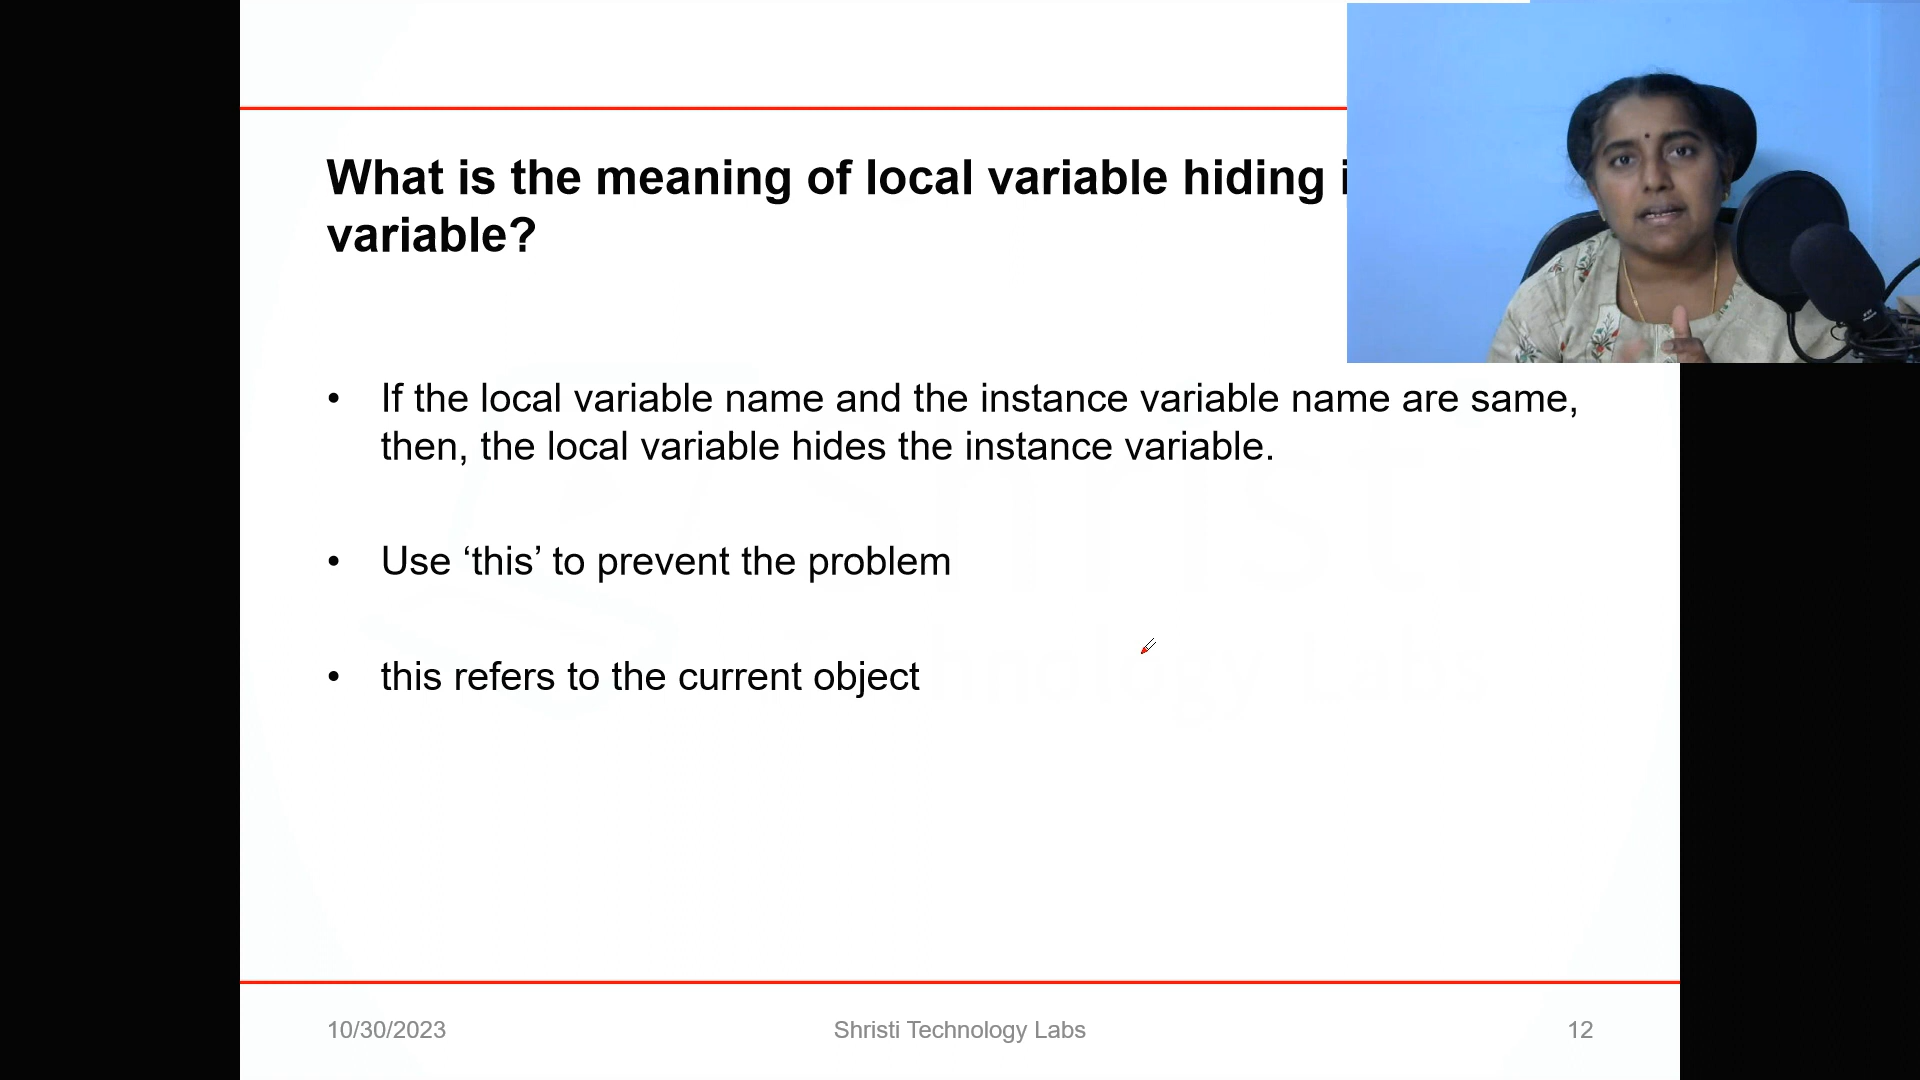 What is the meaning of local variable hiding
variable?
• If the local variable name and the instance variable name are same,
then, the local variable hides the instance variable.
• Use ‘this’ to prevent the problem
• this refers to the current object
10/30/2023
Shristi Technology Labs
12